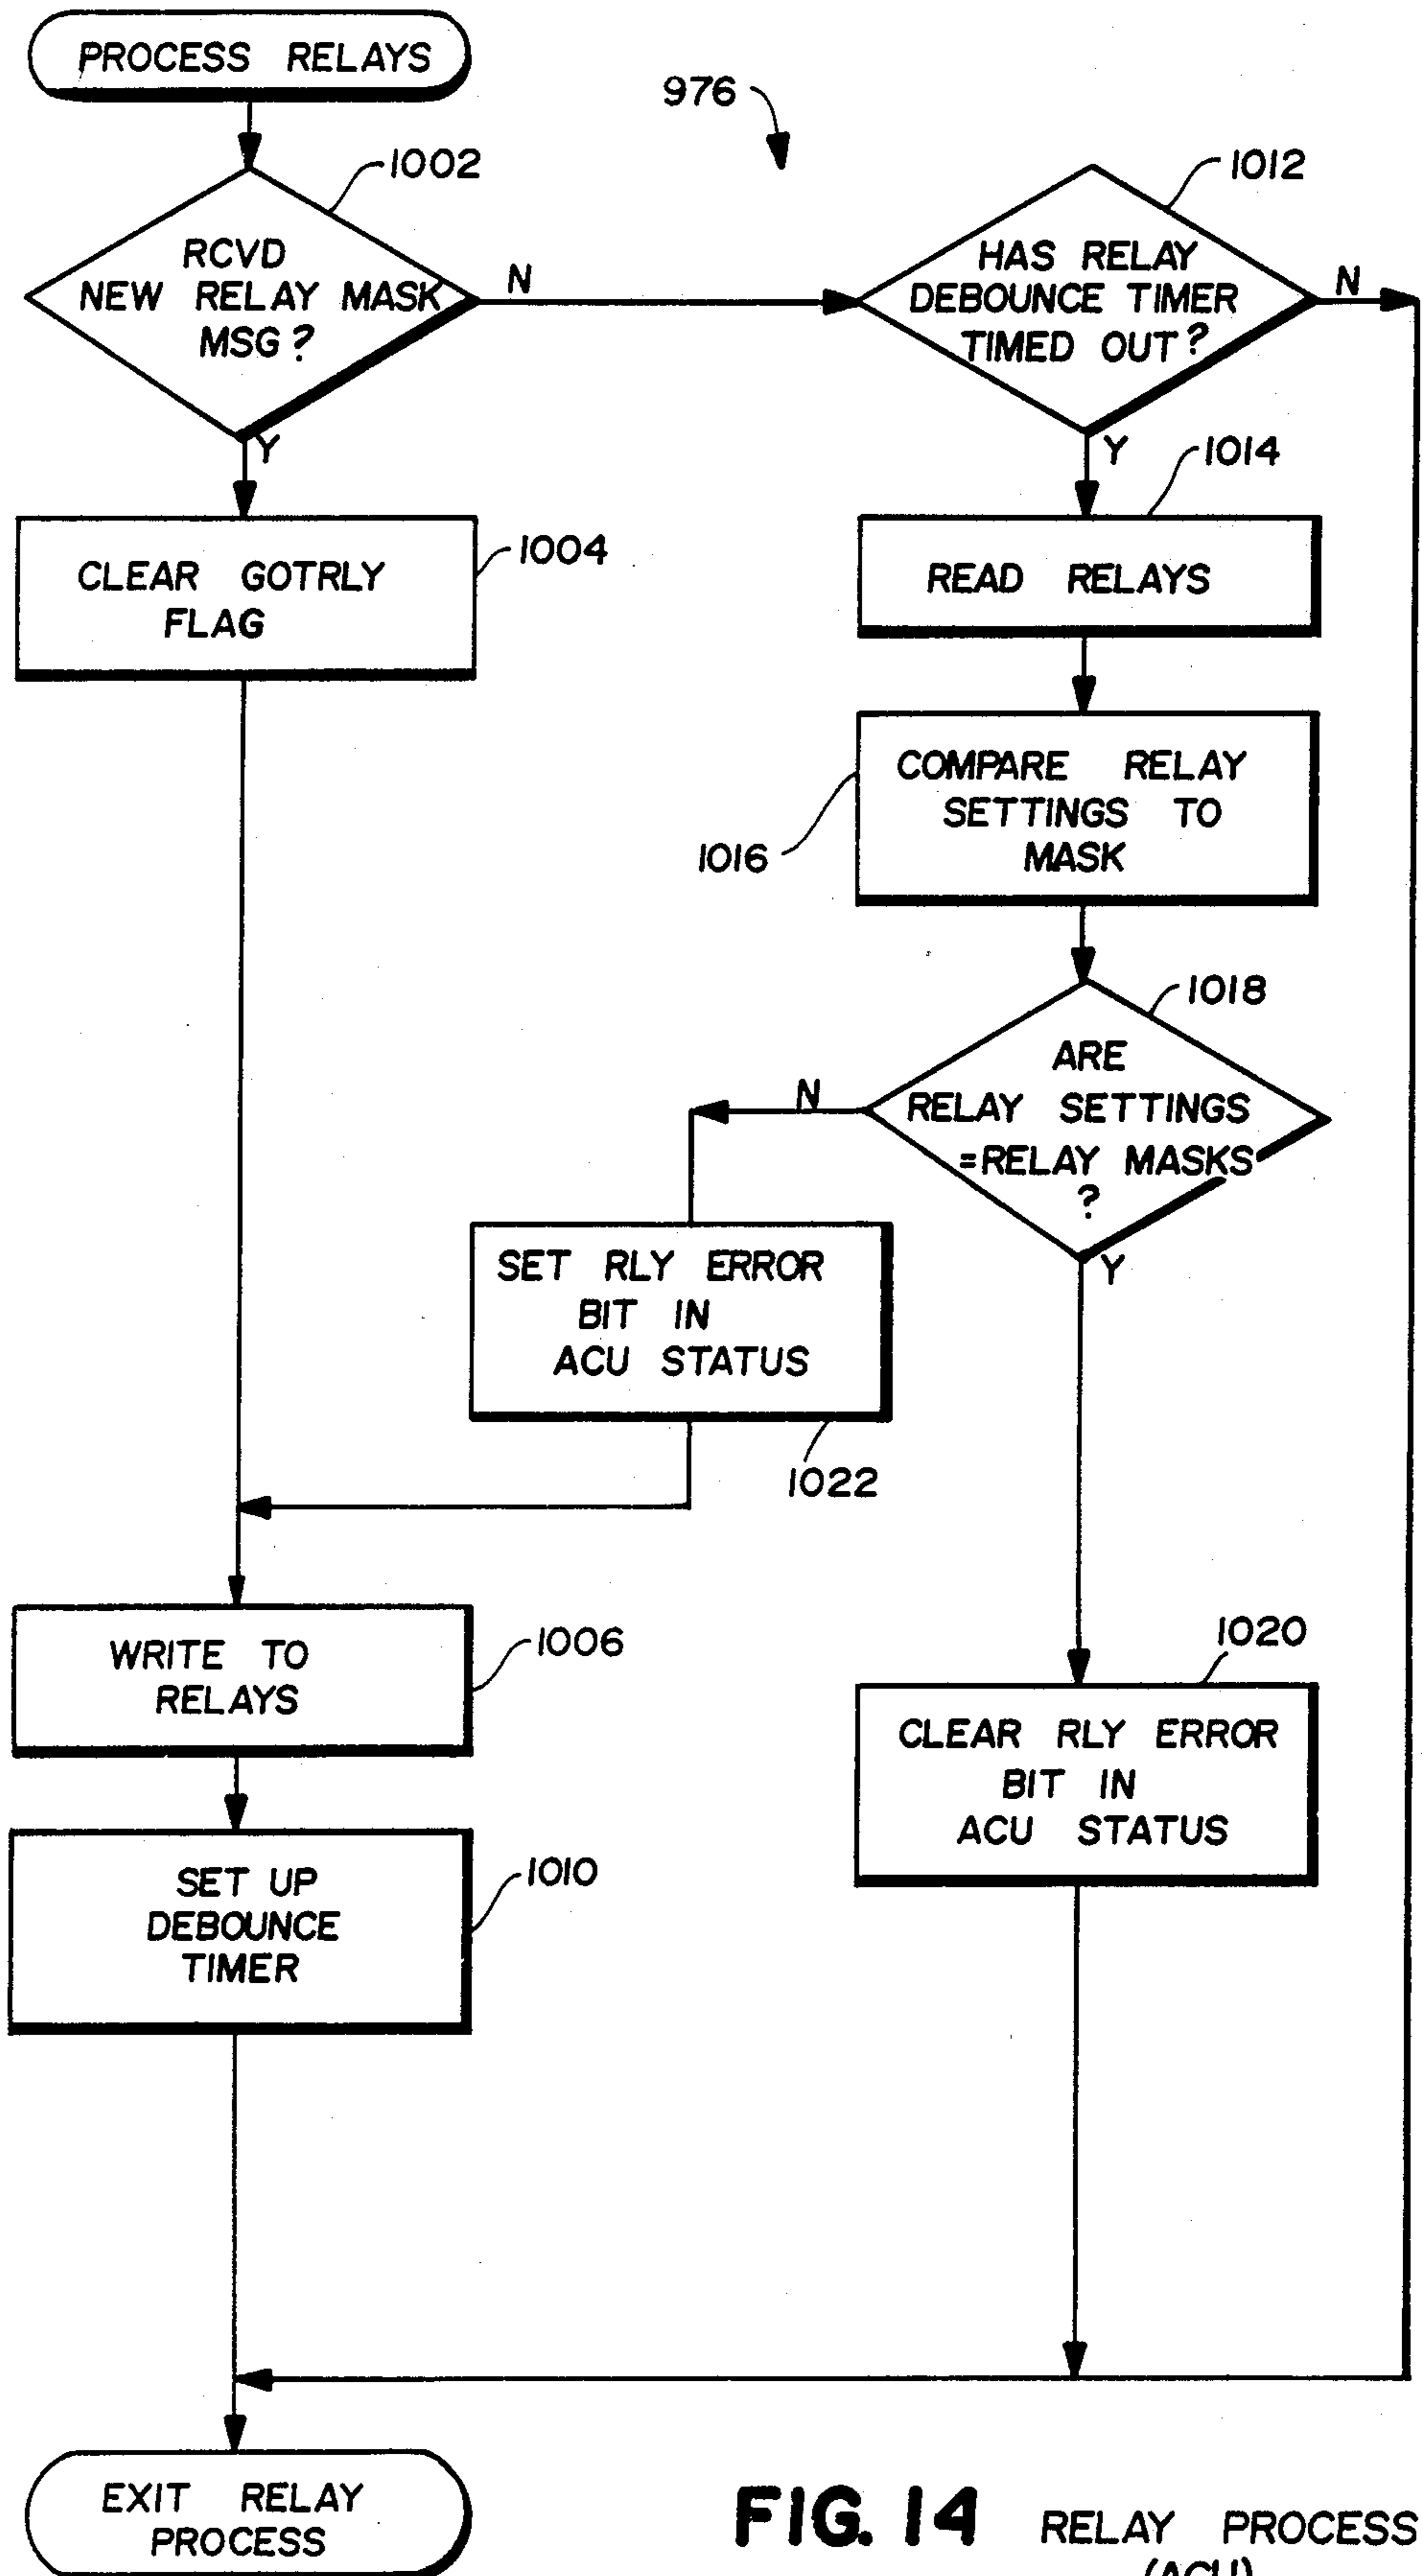 PROCESS RELAYS
976
1002
RCVD
NEW RELAY MASK
MSG?
N
Y
1012
HAS RELAY
DEBOUNCE TIMER
TIMED OUT?
N
Y
1004
CLEAR GOTRLY
FLAG
1014
READ RELAYS
COMPARE RELAY
SETTINGS TO
MASK
1016
1018
ARE
RELAY SETTINGS
=RELAY MASKS
?
N
Y
SET RLY ERROR
BIT IN
ACU STATUS
1022
WRITE TO
RELAYS
1006
1020
CLEAR RLY ERROR
BIT IN
ACU STATUS
SET UP
DEBOUNCE
TIMER
1010
EXIT RELAY
PROCESS
FIG. 14 RELAY PROCESS
(ACU)